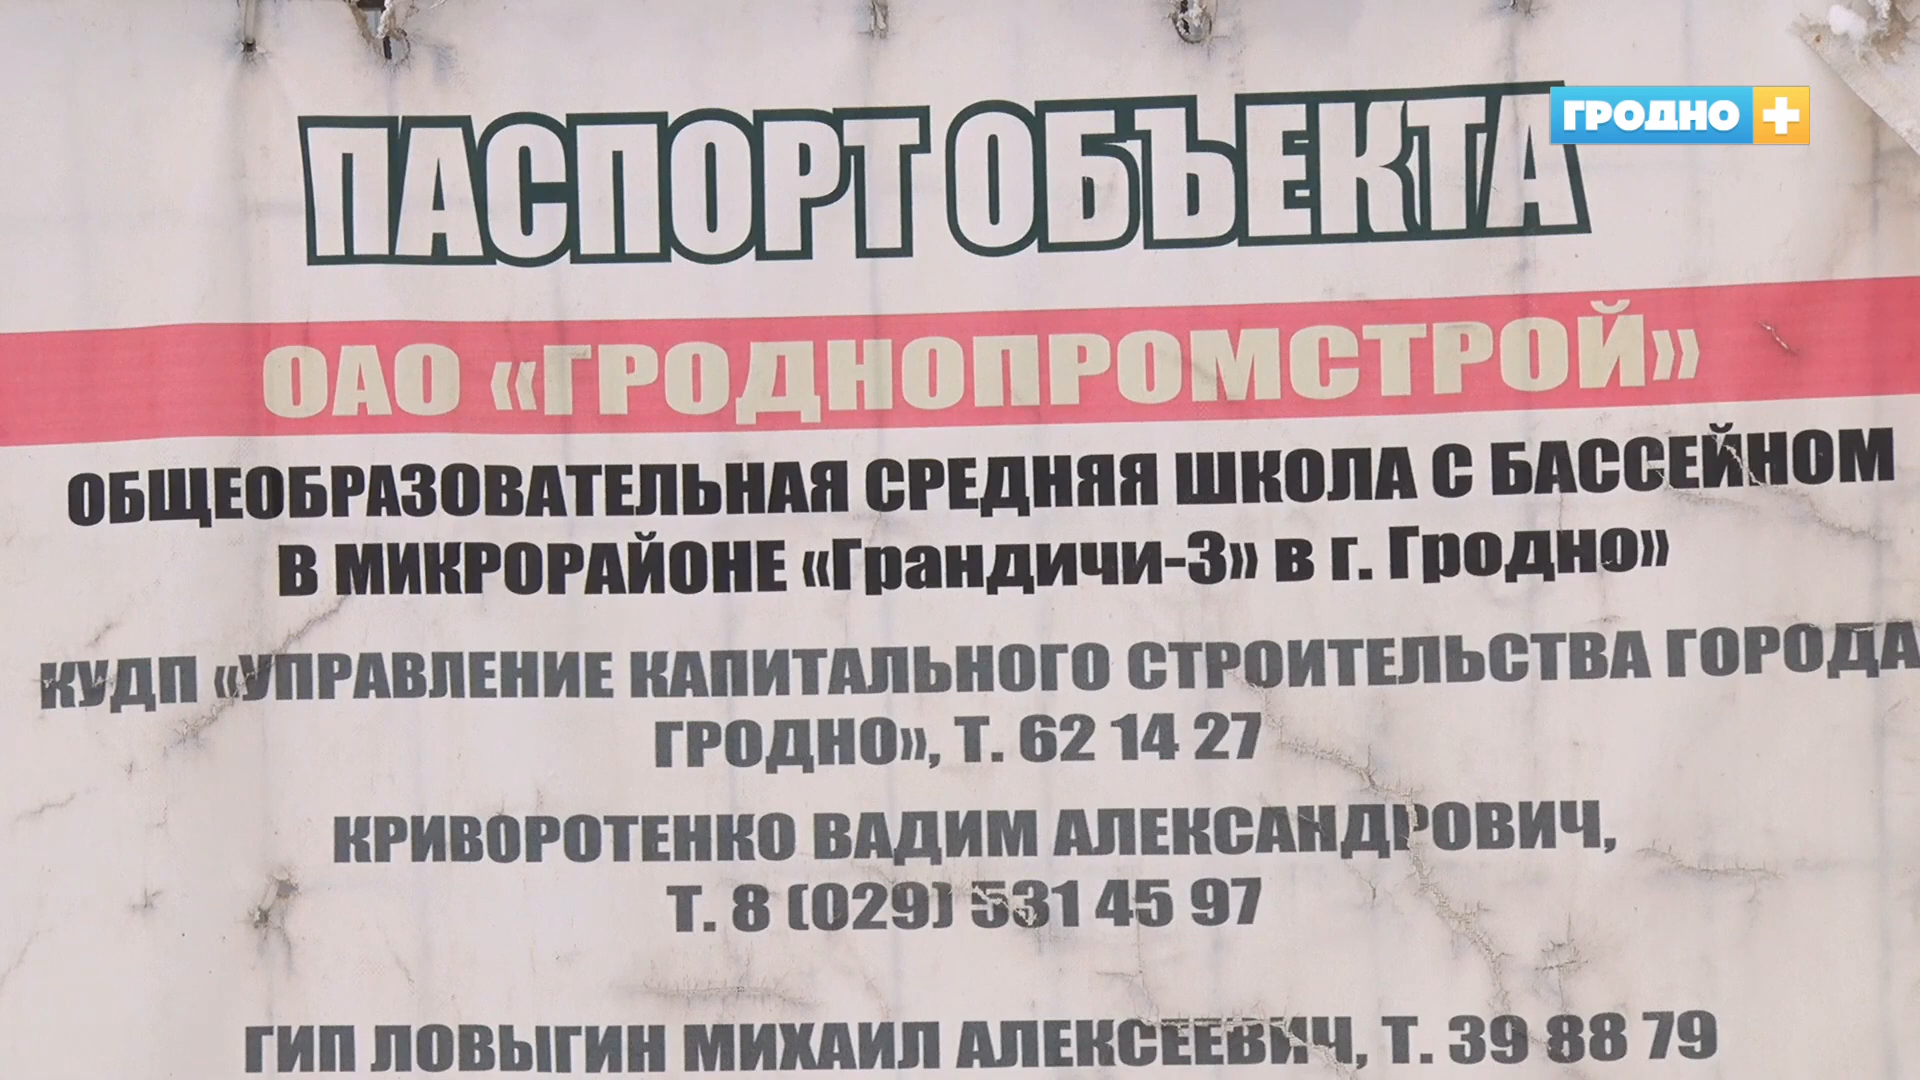 ПАСПОРТ ОБЪЕКТА
ГРОДНО +
ОАО «ГРОДНОПРОМСТРОЙ»
ОБЩЕОБРАЗОВАТЕЛЬНАЯ СРЕДНЯЯ ШКОЛА С БАССЕЙНОМ
В МИКРОРАЙОНЕ «Грандичи-3» в г. Гродно»
КУДП «УПРАВЛЕНИЕ КАПИТАЛЬНОГО СТРОИТЕЛЬСТВА ГОРОДА
ГРОДНО», Т. 62 14 27
КРИВОРОТЕНКО ВАДИМ АЛЕКСАНДРОВИЧ,
Т. 8 (029) 531 45 97
ГИП ЛОВЫГИН МИХАИЛ АЛЕКСЕЕВИЧ, Т. 39 88 79